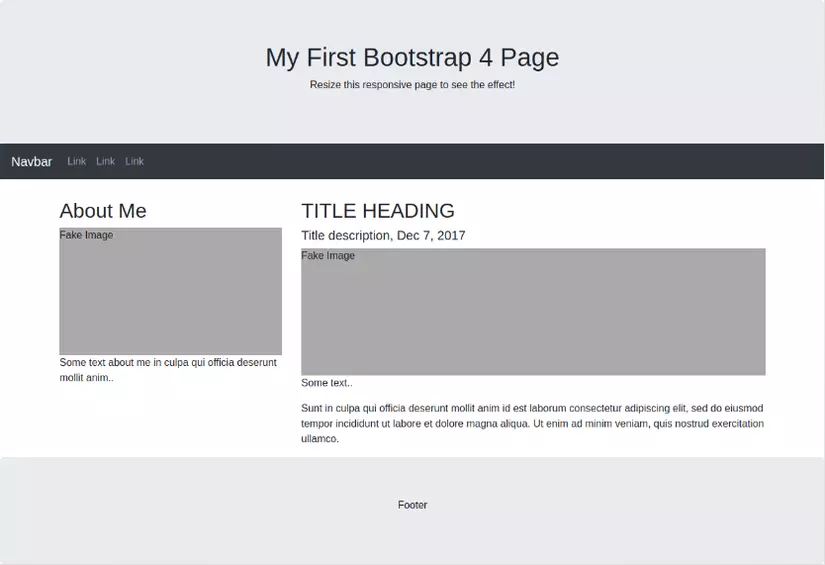 My First Bootstrap 4 Page
Resize this responsive page to see the effect!
Navbar Link Link Link
About Me
Fake Image
Some text about me in culpa qui officia deserunt
mollit anim..
TITLE HEADING
Title description, Dec 7, 2017
Fake Image
Some text..
Sunt in culpa qui officia deserunt mollit anim id est laborum consectetur adipiscing elit, sed do eiusmod
tempor incididunt ut labore et dolore magna aliqua. Ut enim ad minim veniam, quis nostrud exercitation
ullamco.
Footer